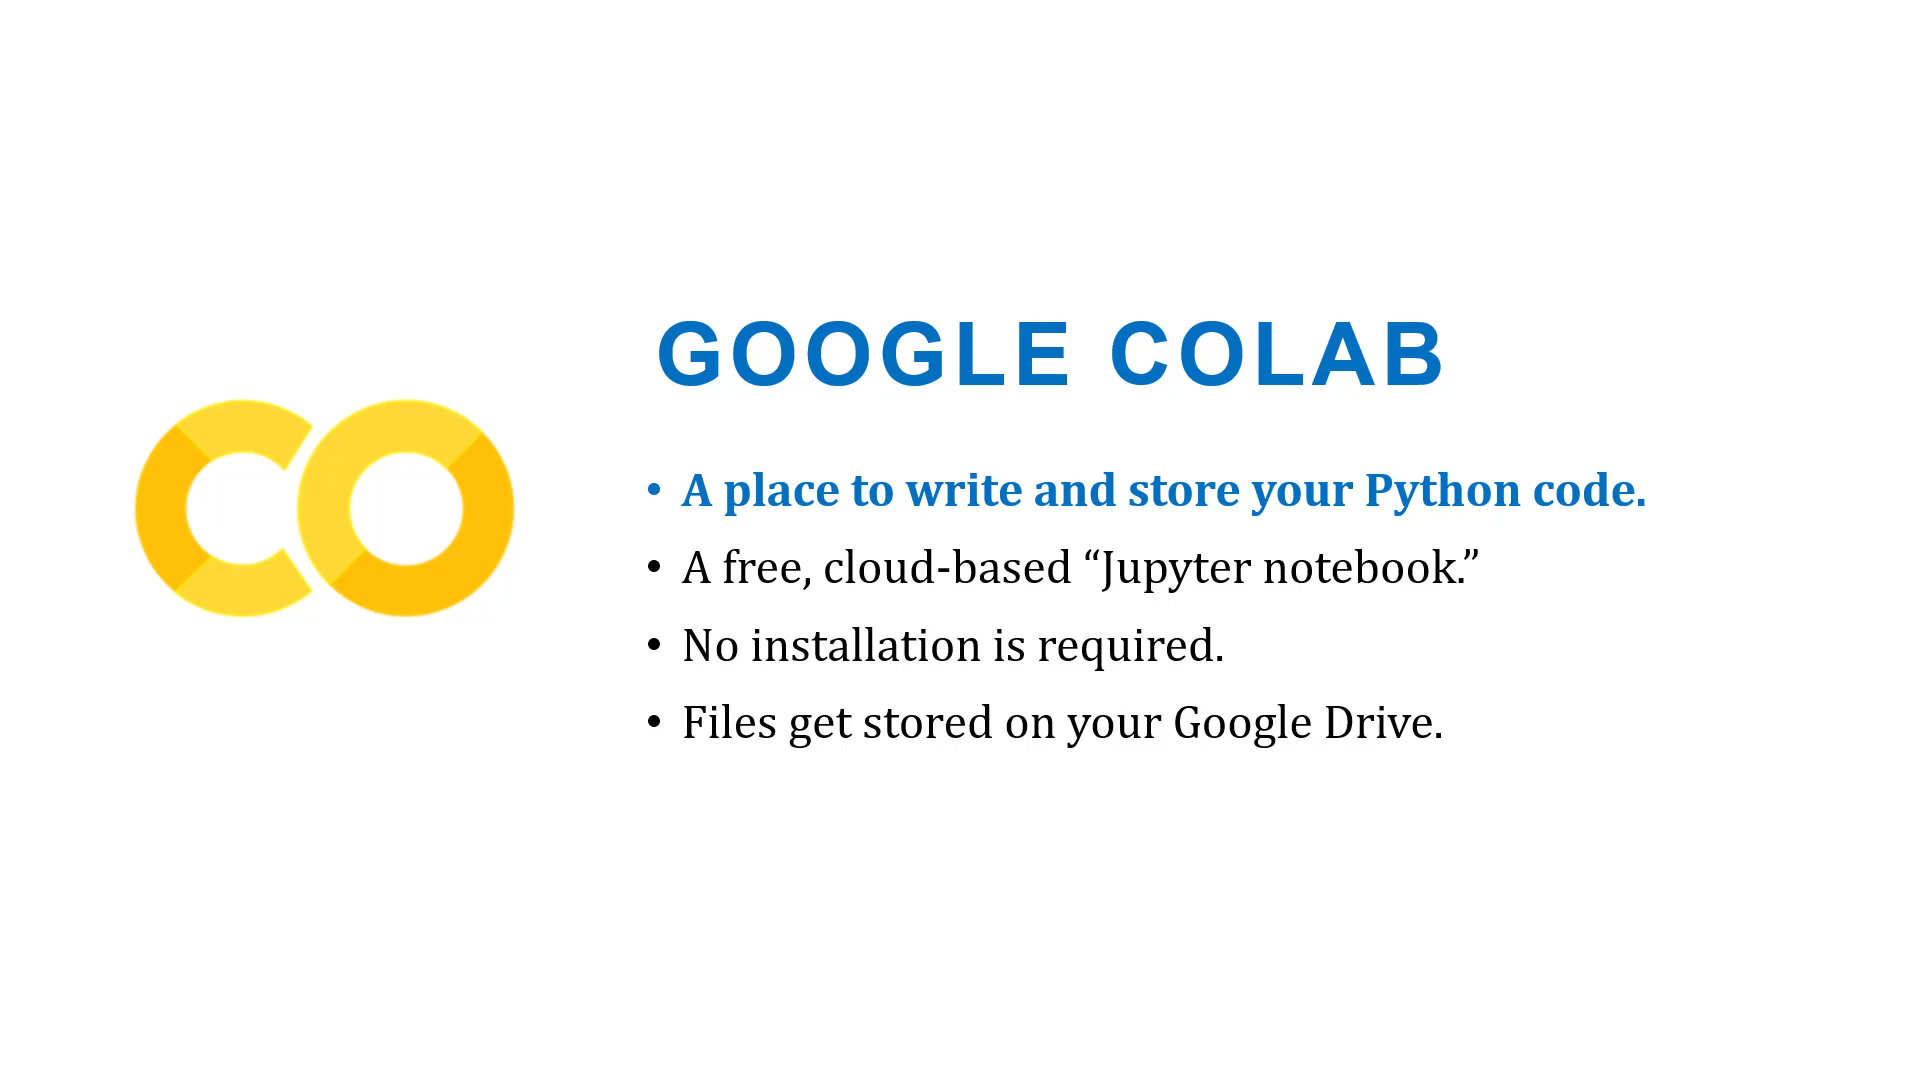 GOOGLE COLAB
• A place to write and store your Python code.
• A free, cloud-based “Jupyter notebook.”
• No installation is required.
• Files get stored on your Google Drive.